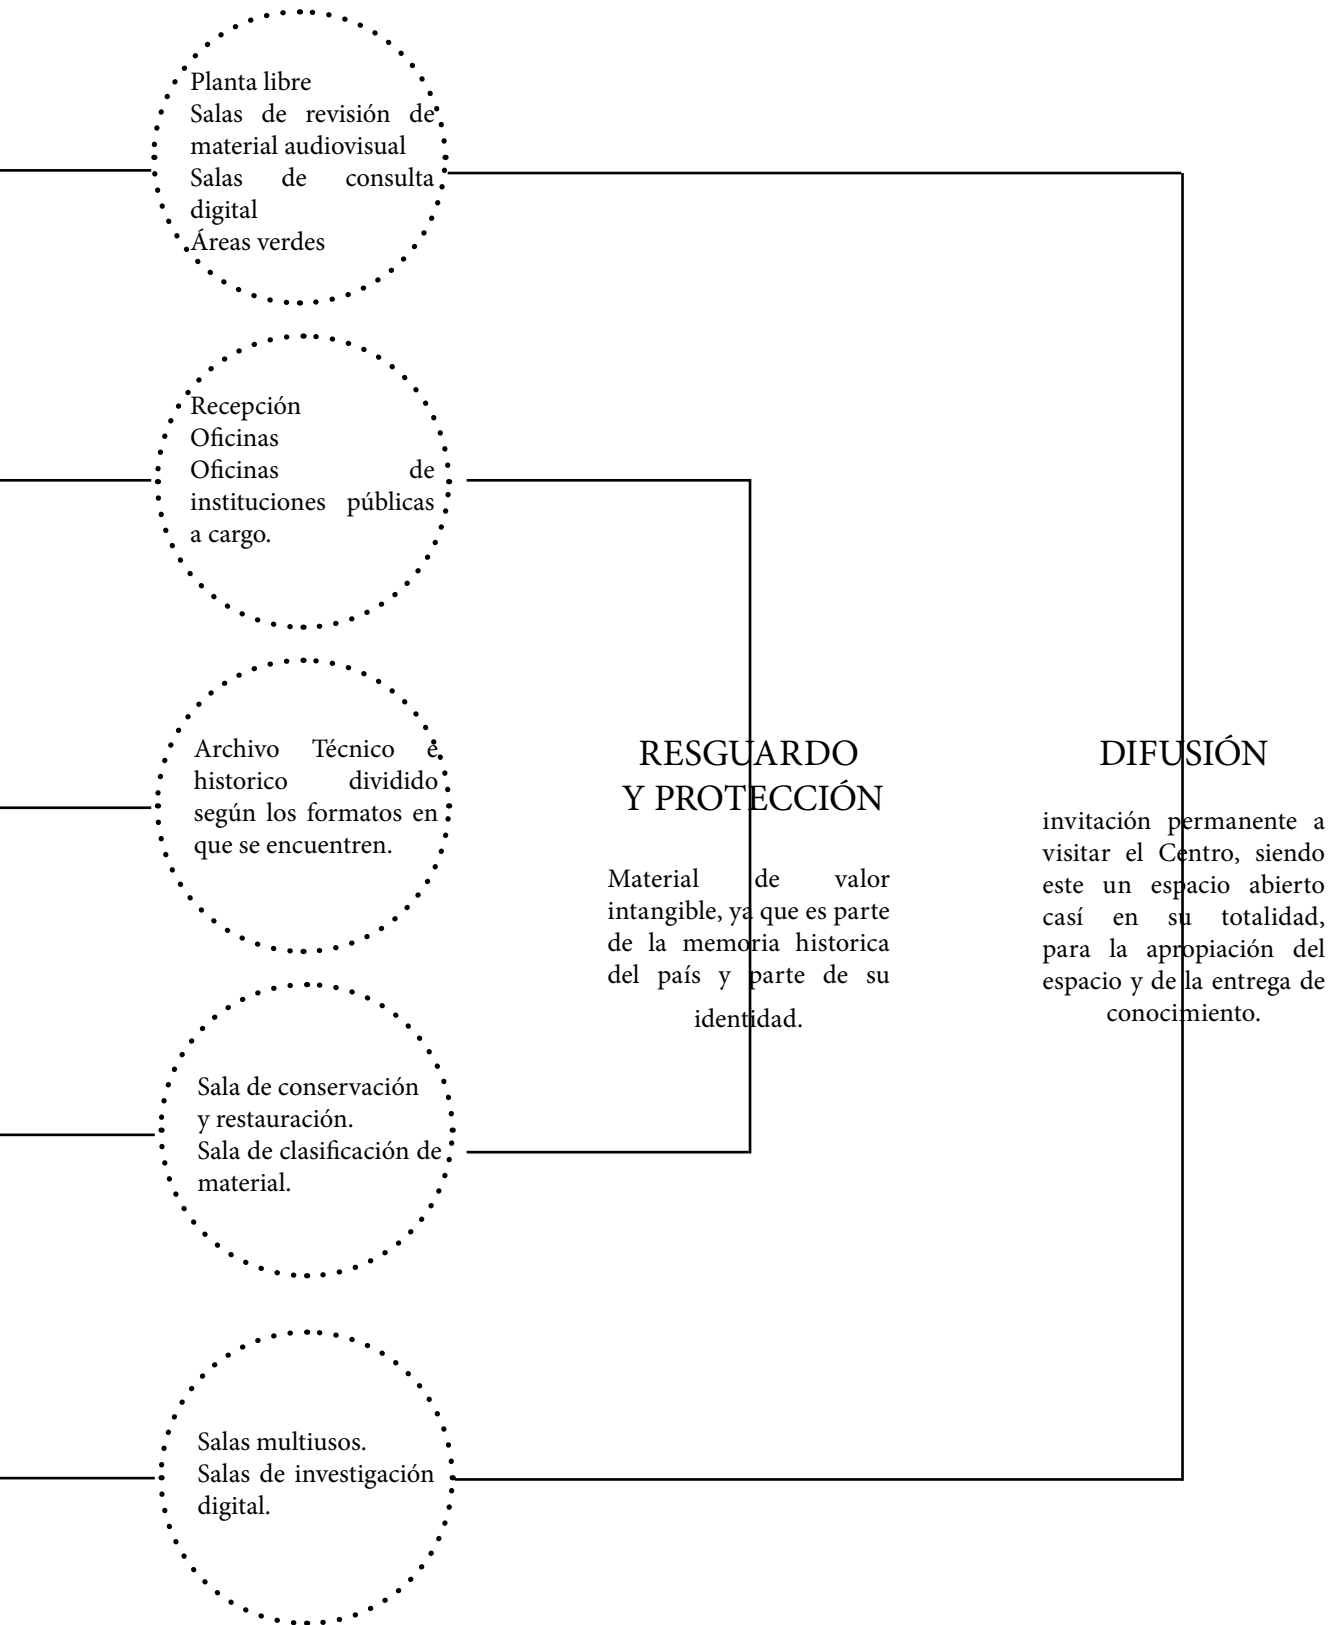 Planta libre
Salas de revisión de
material audiovisual
Salas de consulta
digital
Áreas verdes
Recepción
Oficinas
Oficinas de
instituciones públicas
a cargo.
Archivo Técnico e
historico dividido
según los formatos en
que se encuentren.
Sala de conservación
y restauración.
Sala de clasificación de
material.
Salas multiusos.
Salas de investigación
digital.
RESGUARDO
Y PROTECCIÓN
Material de valor
intangible, ya que es parte
de la memoria historica
del país y parte de su
identidad.
DIFUSIÓN
invitación permanente a
visitar el Centro, siendo
este un espacio abierto
casí en su totalidad,
para la apropiación del
espacio y de la entrega de
conocimiento.